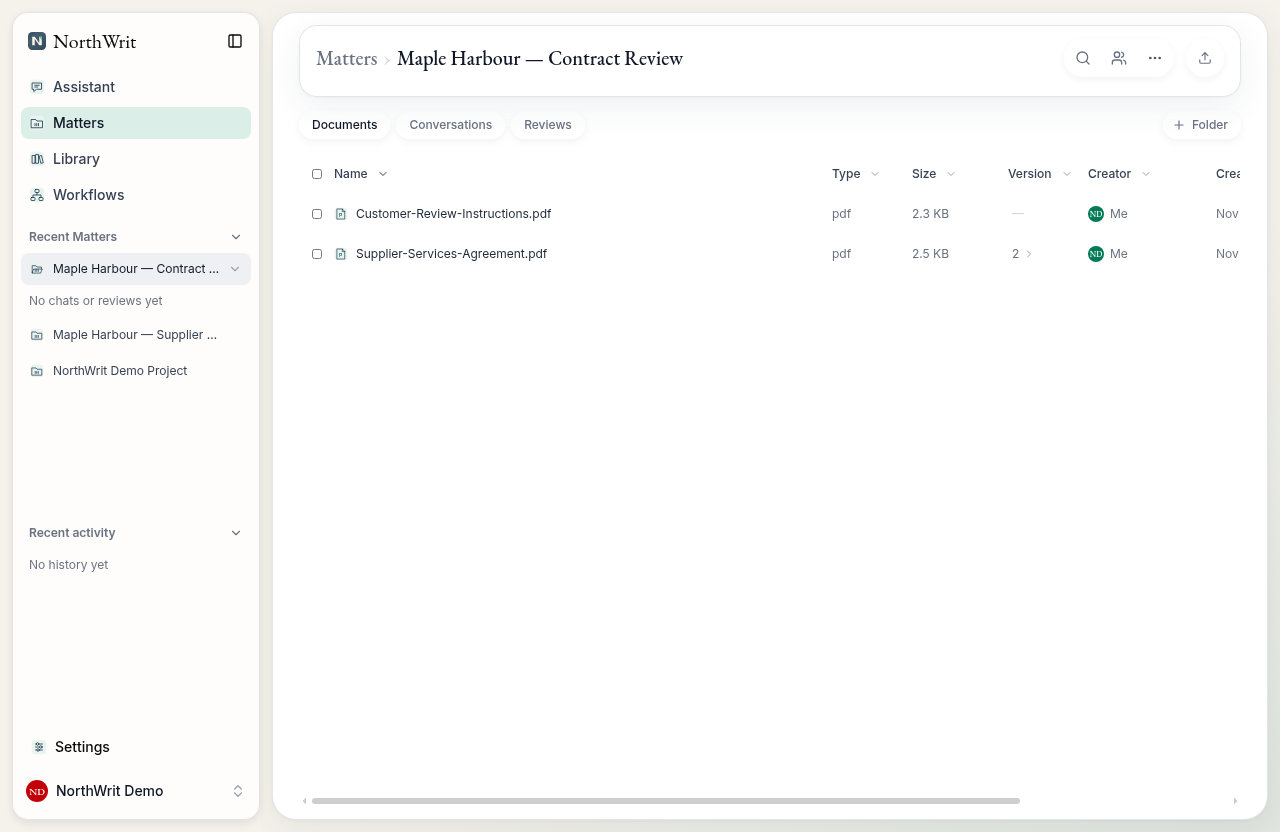 NorthWrit
Assistant
Matters
Library
Workflows
Recent Matters
Maple Harbour — Contract ...
No chats or reviews yet
Maple Harbour — Supplier ...
NorthWrit Demo Project
Recent activity
No history yet
Settings
ND NorthWrit Demo
Matters › Maple Harbour — Contract Review
Documents Conversations Reviews + Folder
Name Type Size Version Creator Crea
Customer-Review-Instructions.pdf pdf 2.3 KB — ND Me Nov
Supplier-Services-Agreement.pdf pdf 2.5 KB 2 ND Me Nov